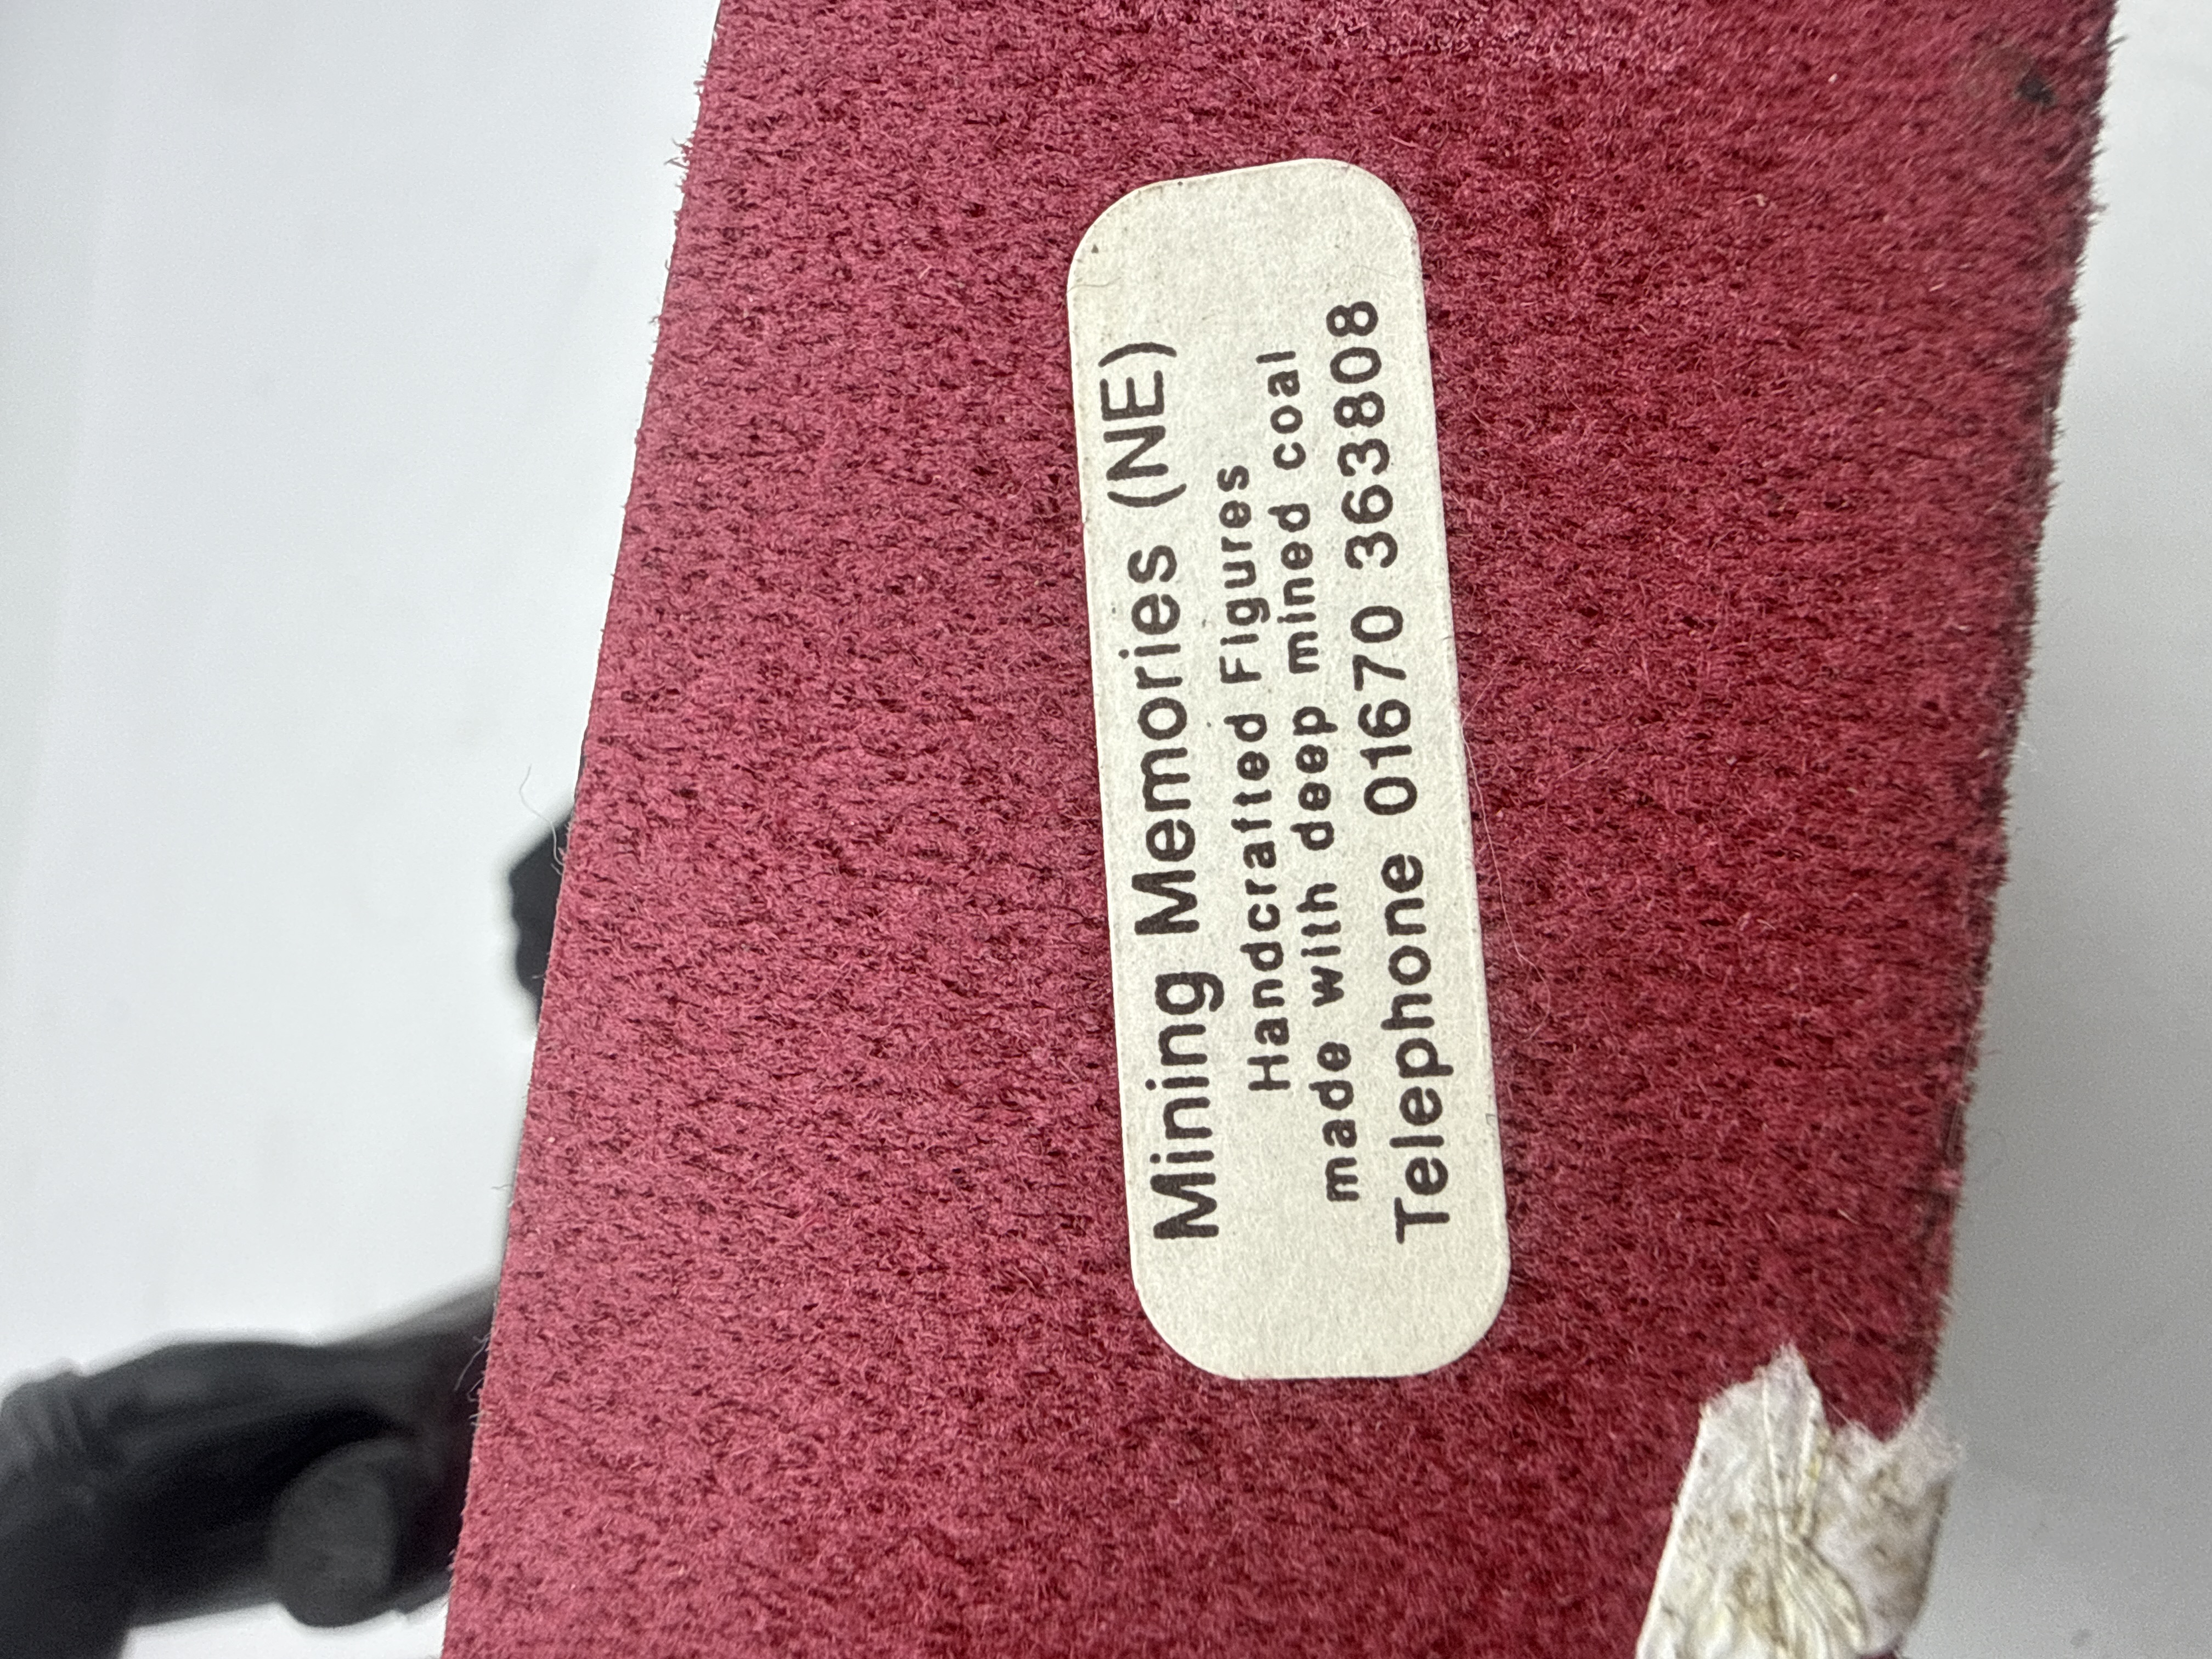 Mining Memories (NE)
Handcrafted Figures
made with deep mined coal
Telephone 01670 363808